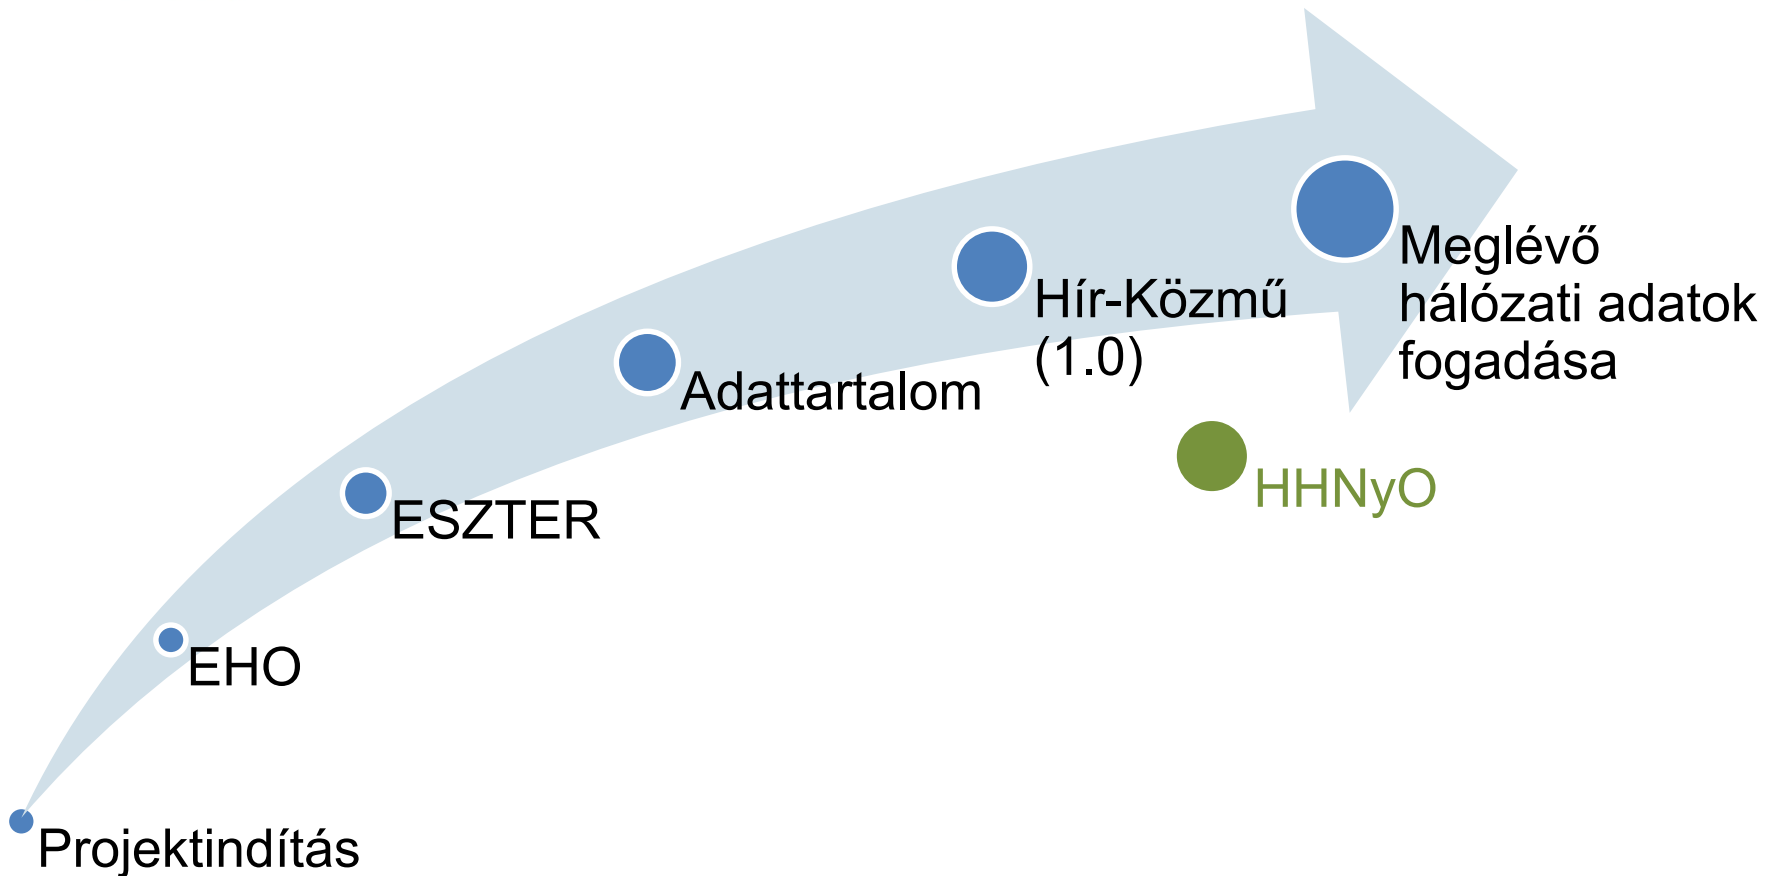 Meglévő
hálózati adatok
fogadása
Hír-Közmű
(1.0)
Adattartalom
HHNyO
ESZTER
EHO
Projektindítás